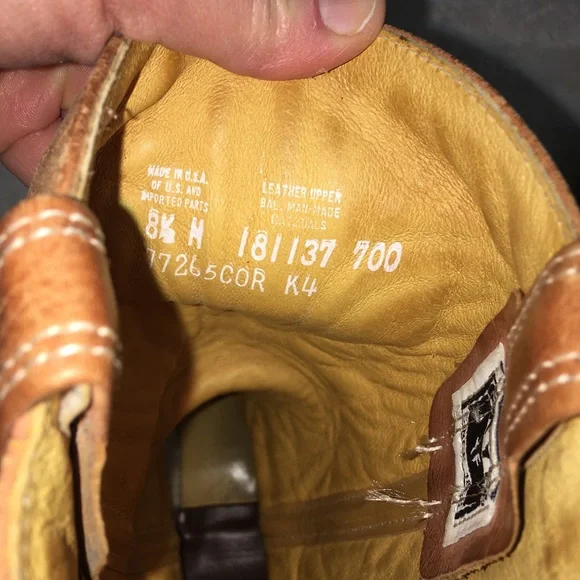 MADE IN U.S.A.
OF U.S. AND
IMPORTED PARTS
LEATHER UPPER
BAL. MAN-MADE
MATERIALS
8½ M 181137 700
77265COR K4